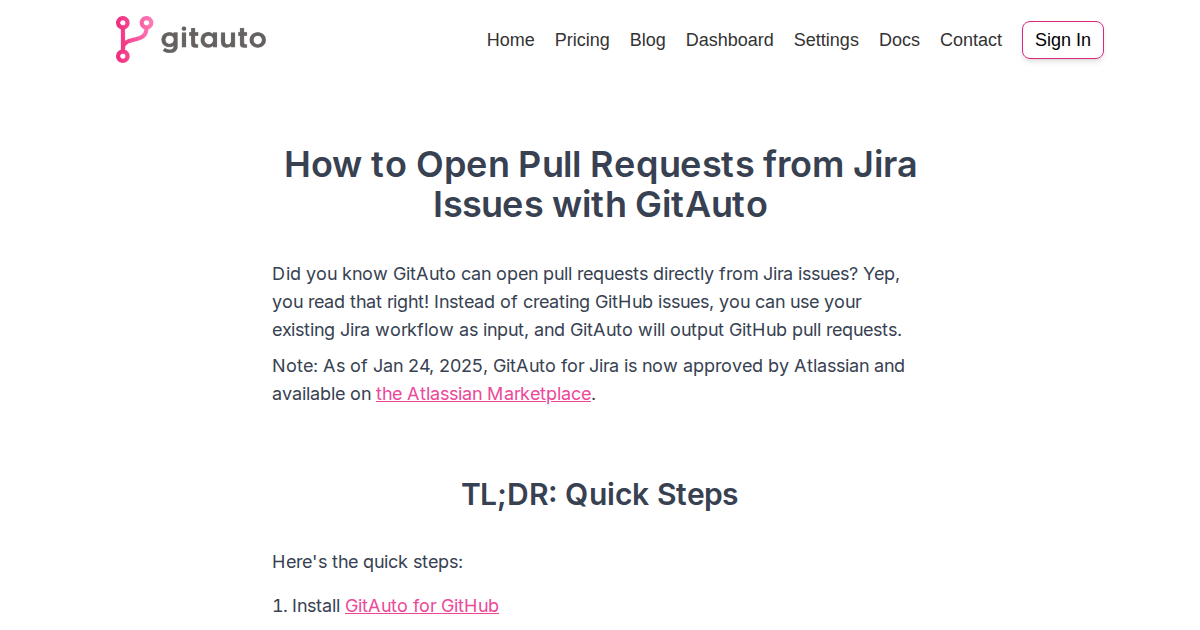 gitauto
Home Pricing Blog Dashboard Settings Docs Contact Sign In
How to Open Pull Requests from Jira
Issues with GitAuto
Did you know GitAuto can open pull requests directly from Jira issues? Yep,
you read that right! Instead of creating GitHub issues, you can use your
existing Jira workflow as input, and GitAuto will output GitHub pull requests.
Note: As of Jan 24, 2025, GitAuto for Jira is now approved by Atlassian and
available on the Atlassian Marketplace.
TL;DR: Quick Steps
Here's the quick steps:
1. Install GitAuto for GitHub